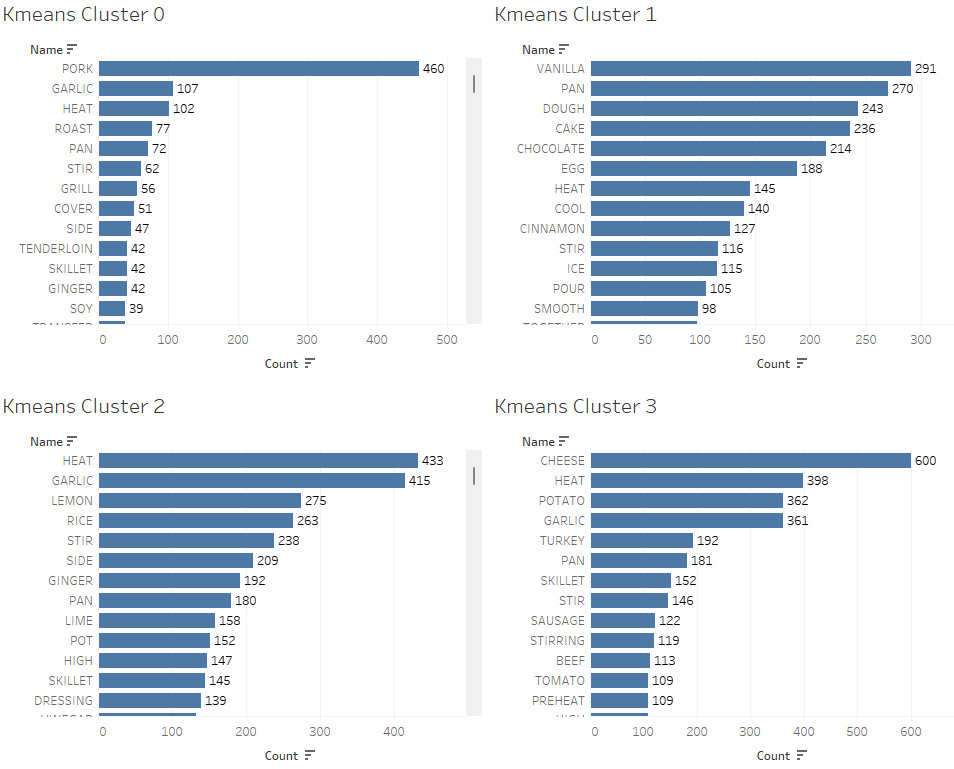 Kmeans Cluster 0
Name
PORK 460
GARLIC 107
HEAT 102
ROAST 77
PAN 72
STIR 62
GRILL 56
COVER 51
SIDE 47
TENDERLOIN 42
SKILLET 42
GINGER 42
SOY 39
0 100 200 300 400 500
Count
Kmeans Cluster 1
Name
VANILLA 291
PAN 270
DOUGH 243
CAKE 236
CHOCOLATE 214
EGG 188
HEAT 145
COOL 140
CINNAMON 127
STIR 116
ICE 115
POUR 105
SMOOTH 98
0 50 100 150 200 250 300
Count
Kmeans Cluster 2
Name
HEAT 433
GARLIC 415
LEMON 275
RICE 263
STIR 238
SIDE 209
GINGER 192
PAN 180
LIME 158
POT 152
HIGH 147
SKILLET 145
DRESSING 139
0 100 200 300 400
Count
Kmeans Cluster 3
Name
CHEESE 600
HEAT 398
POTATO 362
GARLIC 361
TURKEY 192
PAN 181
SKILLET 152
STIR 146
SAUSAGE 122
STIRRING 119
BEEF 113
TOMATO 109
PREHEAT 109
0 100 200 300 400 500 600
Count